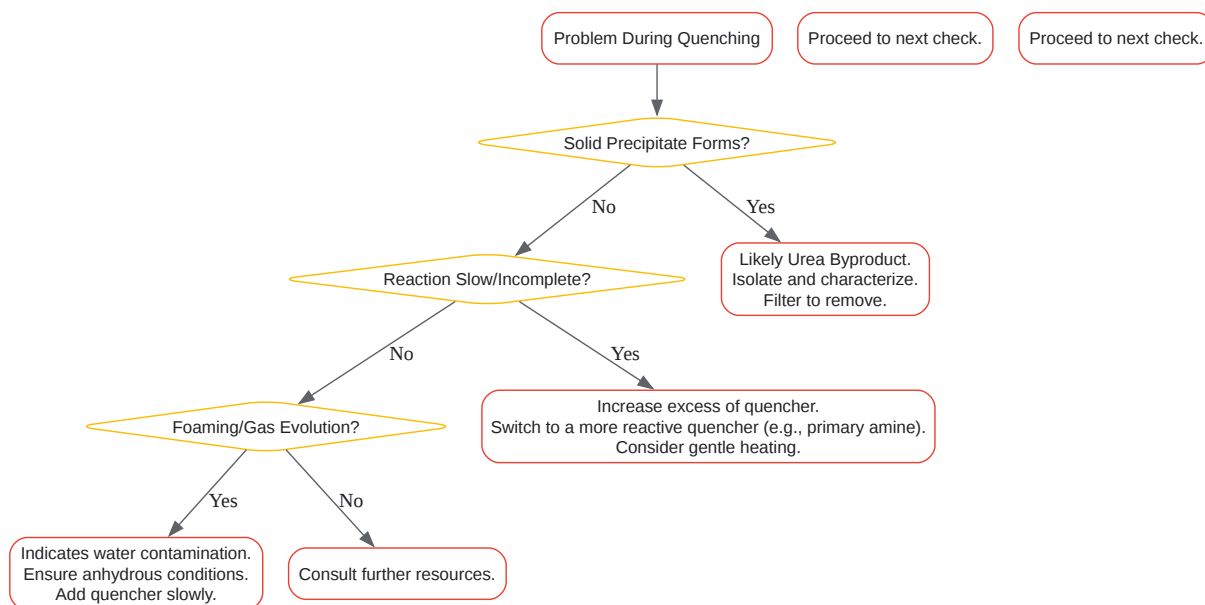 Problem During Quenching
Proceed to next check.
Proceed to next check.
Solid Precipitate Forms?
No
Yes
Likely Urea Byproduct.
Isolate and characterize.
Filter to remove.
Reaction Slow/Incomplete?
No
Yes
Increase excess of quencher.
Switch to a more reactive quencher (e.g., primary amine).
Consider gentle heating.
Foaming/Gas Evolution?
Yes
No
Indicates water contamination.
Ensure anhydrous conditions.
Add quencher slowly.
Consult further resources.